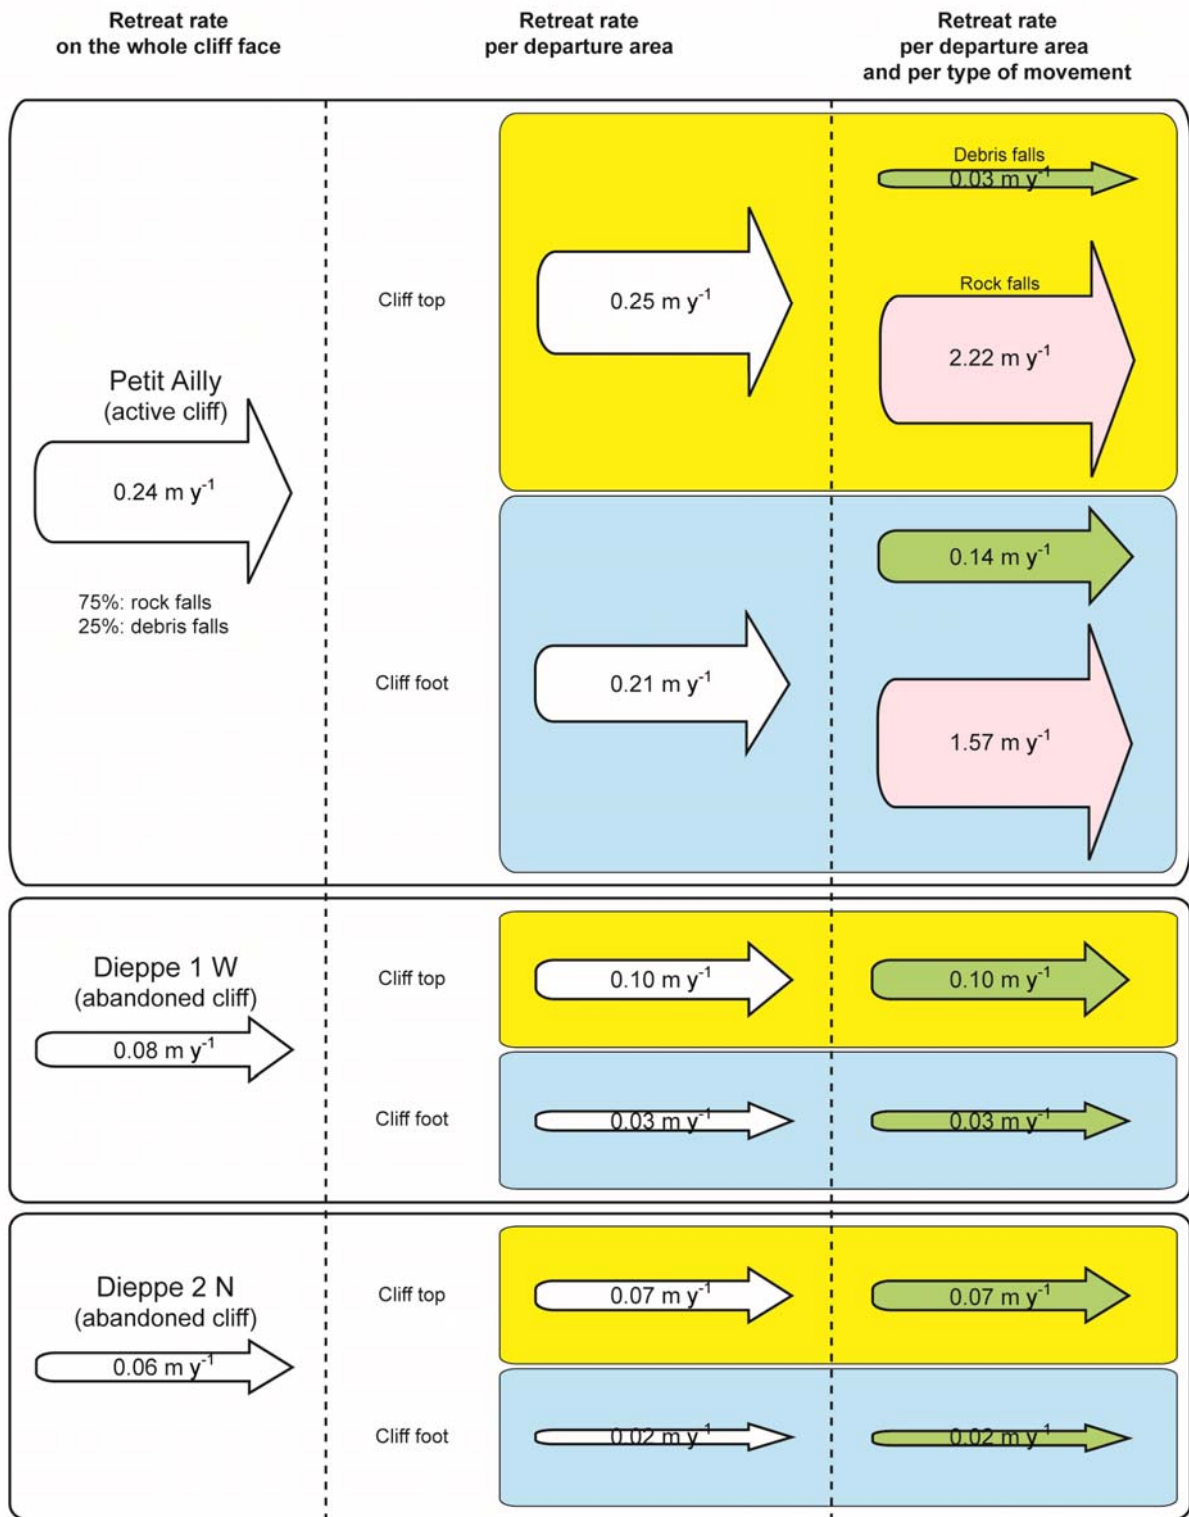 Retreat rate
on the whole cliff face
Retreat rate
per departure area
Retreat rate
per departure area
and per type of movement
Petit Ailly
(active cliff)
0.24 m y⁻¹
75%: rock falls
25%: debris falls
Cliff top
0.25 m y⁻¹
Debris falls
0.03 m y⁻¹
Rock falls
2.22 m y⁻¹
Cliff foot
0.21 m y⁻¹
0.14 m y⁻¹
1.57 m y⁻¹
Dieppe 1 W
(abandoned cliff)
0.08 m y⁻¹
Cliff top
0.10 m y⁻¹
0.10 m y⁻¹
Cliff foot
0.03 m y⁻¹
0.03 m y⁻¹
Dieppe 2 N
(abandoned cliff)
0.06 m y⁻¹
Cliff top
0.07 m y⁻¹
0.07 m y⁻¹
Cliff foot
0.02 m y⁻¹
0.02 m y⁻¹